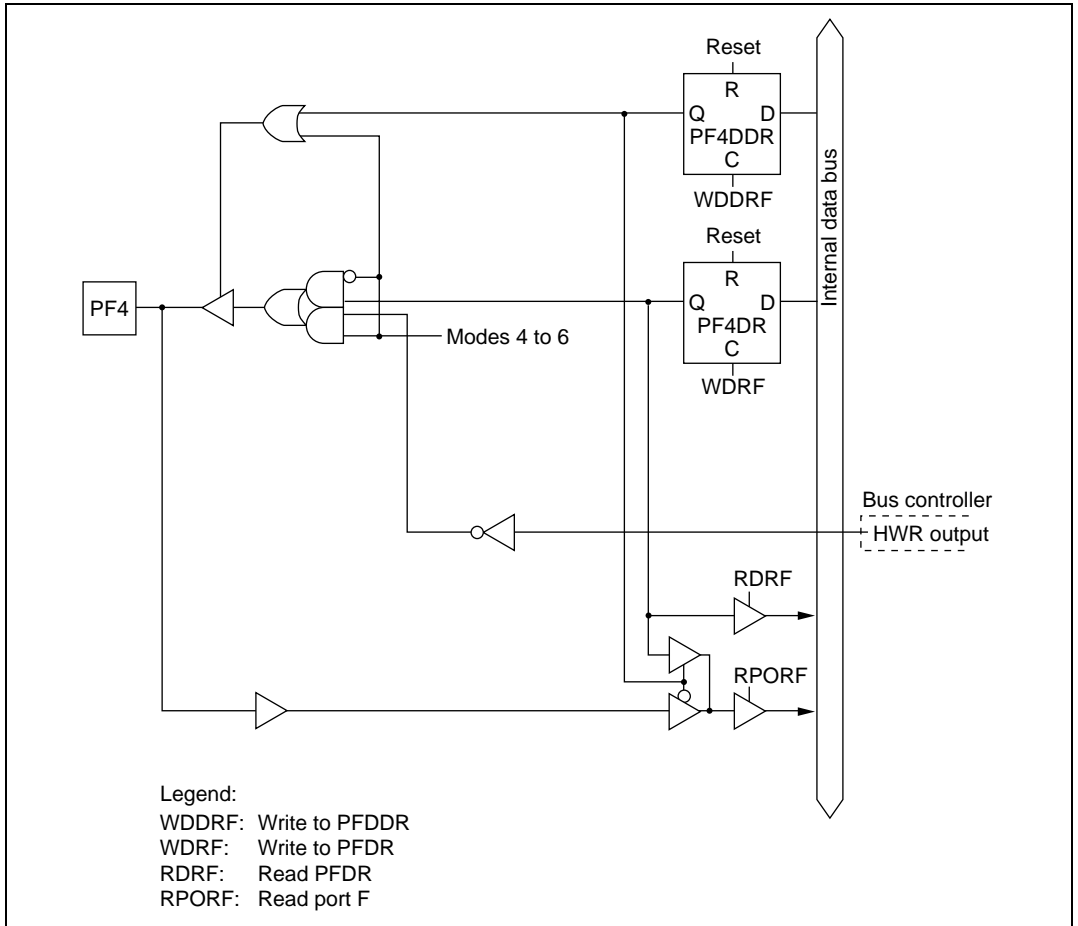 Reset
R
Q D
PF4DDR
C
WDDRF
Reset
R
Q D
PF4DR
C
WDRF
Internal data bus
PF4
Modes 4 to 6
Bus controller
HWR output
RDRF
RPORF
Legend:
WDDRF: Write to PFDDR
WDRF: Write to PFDR
RDRF: Read PFDR
RPORF: Read port F